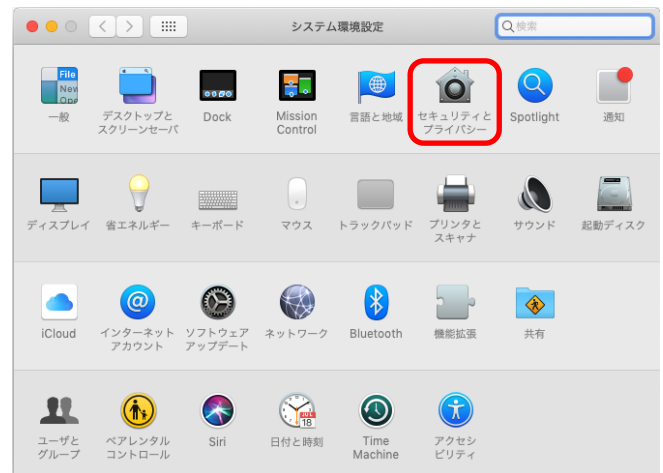 システム環境設定
検索
File
New
Ope
一般
デスクトップと
スクリーンセーバ
Dock
Mission
Control
言語と地域
セキュリティと
プライバシー
Spotlight
通知
ディスプレイ
省エネルギー
キーボード
マウス
トラックパッド
プリンタと
スキャナ
サウンド
起動ディスク
iCloud
インターネット
アカウント
ソフトウェア
アップデート
ネットワーク
Bluetooth
機能拡張
共有
ユーザと
グループ
ペアレンタル
コントロール
Siri
JUL
18
日付と時刻
Time
Machine
アクセシ
ビリティ